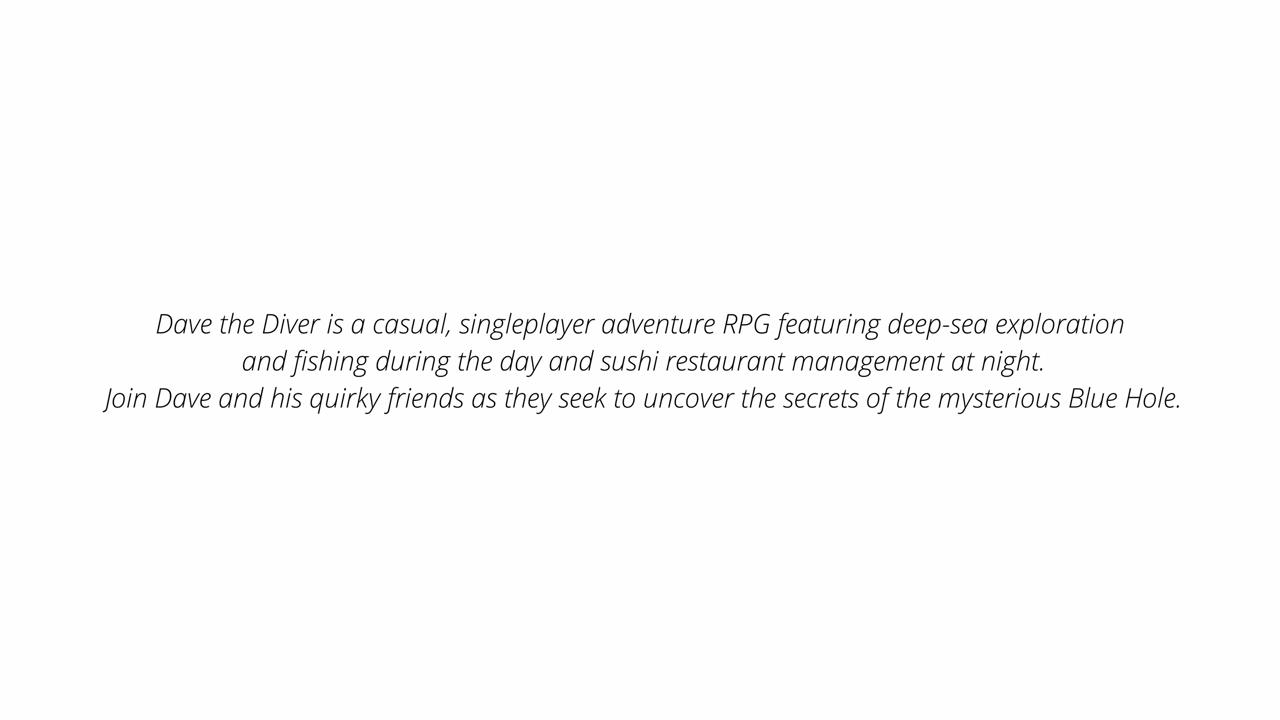 Dave the Diver is a casual, singleplayer adventure RPG featuring deep-sea exploration
and fishing during the day and sushi restaurant management at night.
Join Dave and his quirky friends as they seek to uncover the secrets of the mysterious Blue Hole.